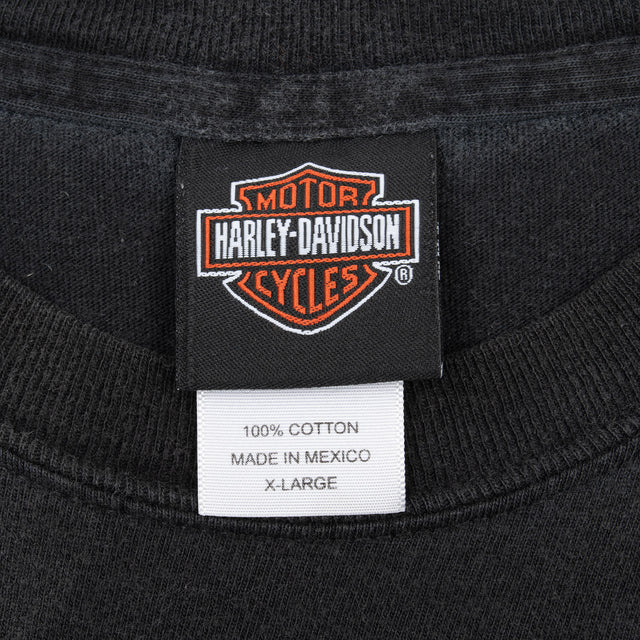 MOTOR
HARLEY-DAVIDSON
CYCLES
®
100% COTTON
MADE IN MEXICO
X-LARGE